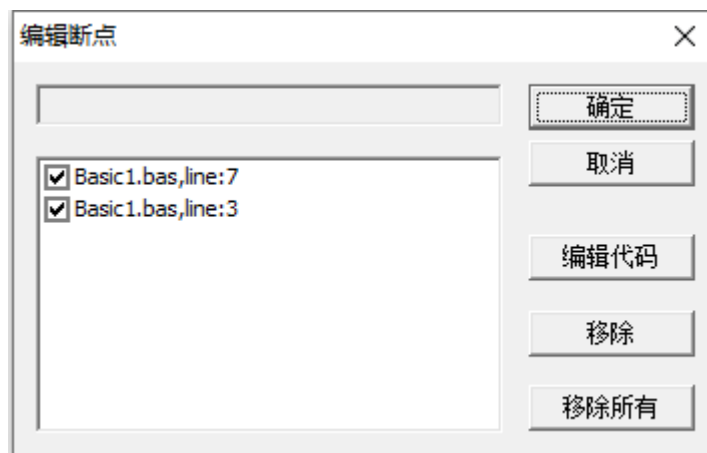 编辑断点
确定
Basic1.bas,line:7
Basic1.bas,line:3
取消
编辑代码
移除
移除所有